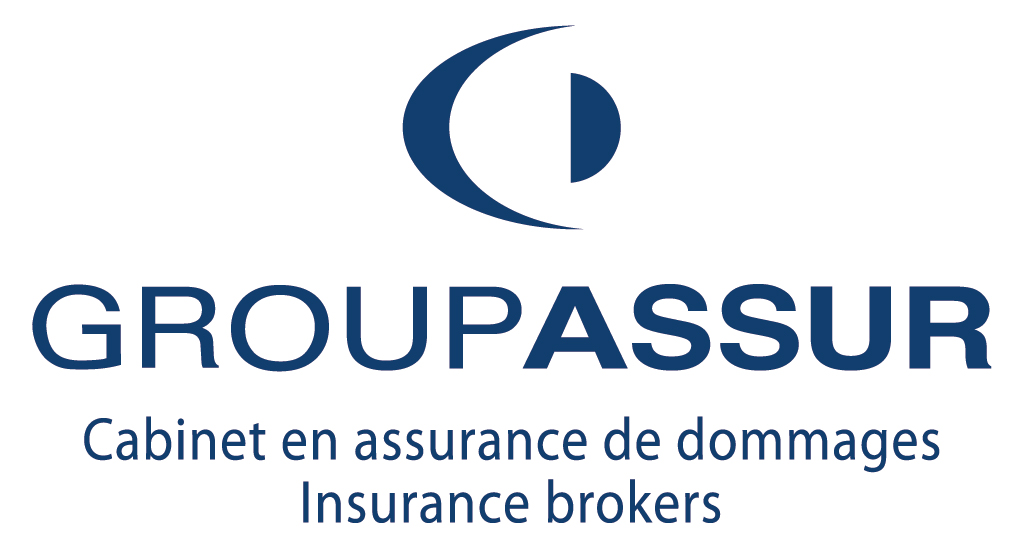 GROUPASSUR
Cabinet en assurance de dommages
Insurance brokers